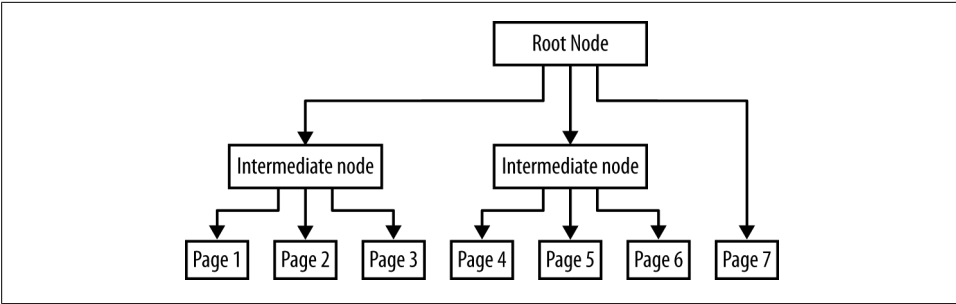 Root Node
Intermediate node
Intermediate node
Page 1
Page 2
Page 3
Page 4
Page 5
Page 6
Page 7